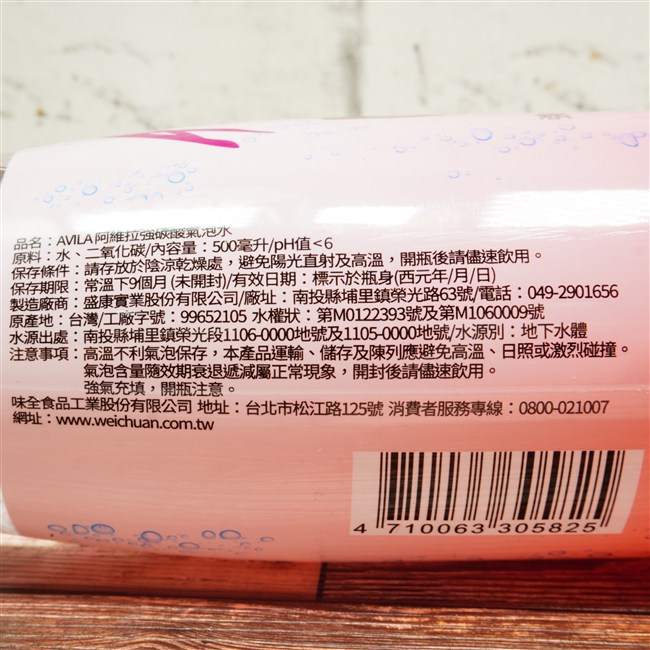 品名：AVILA 阿維拉強碳酸氣泡水
原料：水、二氧化碳/內容量：500毫升/pH值<6
保存條件：請存放於陰涼乾燥處，避免陽光直射及高溫，開瓶後請儘速飲用。
保存期限：常溫下9個月(未開封)/有效日期：標示於瓶身(西元年/月/日)
製造廠商：盛康實業股份有限公司/廠址：南投縣埔里鎮榮光路63號/電話：049-2901656
原產地：台灣/工廠字號：99652105 水權狀：第M0122393號及第M1060009號
水源出處：南投縣埔里鎮榮光段1106-0000地號及1105-0000地號/水源別：地下水體
注意事項：高溫不利氣泡保存，本產品運輸、儲存及陳列應避免高溫、日照或激烈碰撞。
氣泡含量隨效期衰退遞減屬正常現象，開封後請儘速飲用。
強氣充填，開瓶注意。
味全食品工業股份有限公司 地址：台北市松江路125號 消費者服務專線：0800-021007
網址：www.weichuan.com.tw
4 710063 305825